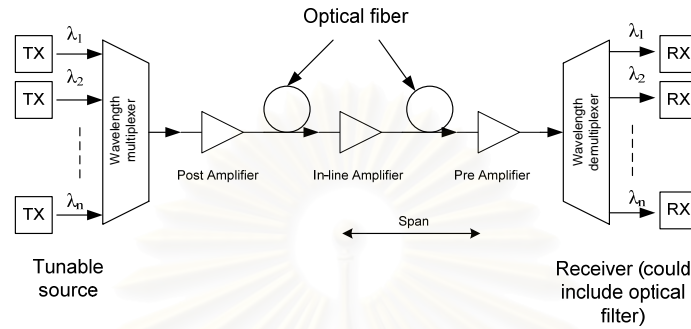 Optical fiber
TX
λ1
TX
λ2
TX
λn
Wavelength
multiplexer
Post Amplifier
In-line Amplifier
Pre Amplifier
Span
Wavelength
demultiplexer
λ1
RX
λ2
RX
λn
RX
Tunable
source
Receiver (could
include optical
filter)